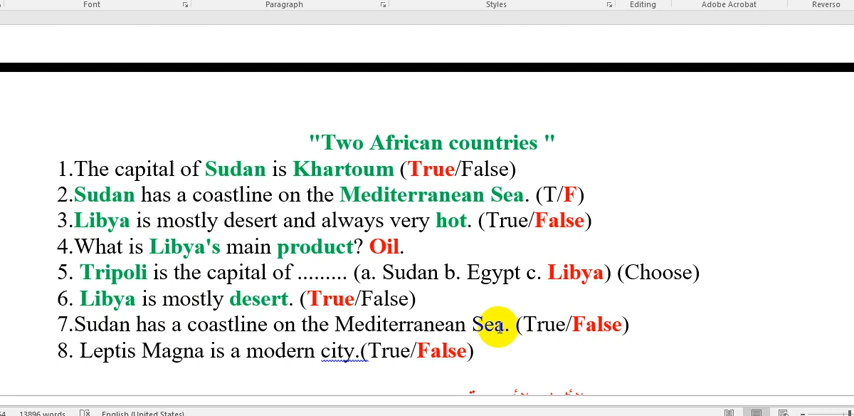 Font Paragraph Styles Editing Adobe Acrobat Reverso
"Two African countries "
1.The capital of Sudan is Khartoum (True/False)
2.Sudan has a coastline on the Mediterranean Sea. (T/F)
3.Libya is mostly desert and always very hot. (True/False)
4.What is Libya's main product? Oil.
5. Tripoli is the capital of ......... (a. Sudan b. Egypt c. Libya) (Choose)
6. Libya is mostly desert. (True/False)
7.Sudan has a coastline on the Mediterranean Sea. (True/False)
8. Leptis Magna is a modern city.(True/False)
13896 words English (United States)